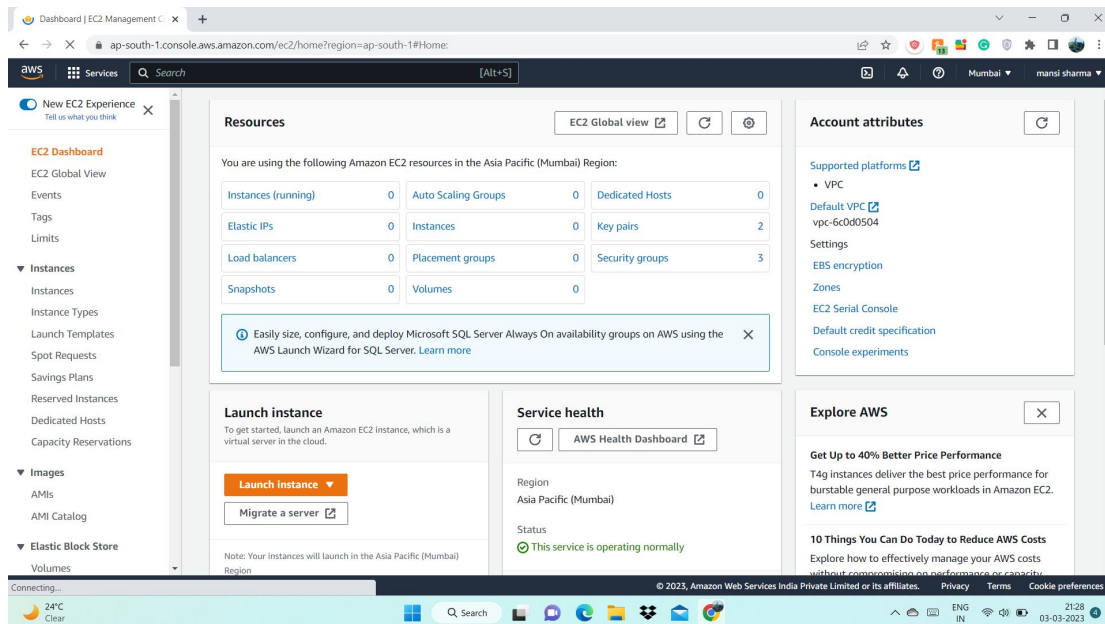 Dashboard | EC2 Management C
ap-south-1.console.aws.amazon.com/ec2/home?region=ap-south-1#Home:
13
aws
Services
Search
[Alt+S]
Mumbai
mansi sharma
New EC2 Experience
Tell us what you think
EC2 Dashboard
EC2 Global View
Events
Tags
Limits
Instances
Instances
Instance Types
Launch Templates
Spot Requests
Savings Plans
Reserved Instances
Dedicated Hosts
Capacity Reservations
Images
AMIs
AMI Catalog
Elastic Block Store
Volumes
Resources
EC2 Global view
You are using the following Amazon EC2 resources in the Asia Pacific (Mumbai) Region:
Instances (running) 0 Auto Scaling Groups 0 Dedicated Hosts 0
Elastic IPs 0 Instances 0 Key pairs 2
Load balancers 0 Placement groups 0 Security groups 3
Snapshots 0 Volumes 0
Easily size, configure, and deploy Microsoft SQL Server Always On availability groups on AWS using the
AWS Launch Wizard for SQL Server. Learn more
Launch instance
To get started, launch an Amazon EC2 instance, which is a
virtual server in the cloud.
Launch instance
Migrate a server
Note: Your instances will launch in the Asia Pacific (Mumbai)
Region
Service health
AWS Health Dashboard
Region
Asia Pacific (Mumbai)
Status
This service is operating normally
Account attributes
Supported platforms
• VPC
Default VPC
vpc-6c0d0504
Settings
EBS encryption
Zones
EC2 Serial Console
Default credit specification
Console experiments
Explore AWS
Get Up to 40% Better Price Performance
T4g instances deliver the best price performance for
burstable general purpose workloads in Amazon EC2.
Learn more
10 Things You Can Do Today to Reduce AWS Costs
Explore how to effectively manage your AWS costs
without compromising on performance or capacity
Connecting...
© 2023, Amazon Web Services India Private Limited or its affiliates. Privacy Terms Cookie preferences
24°C
Clear
Search
ENG
IN
21:28
03-03-2023
4